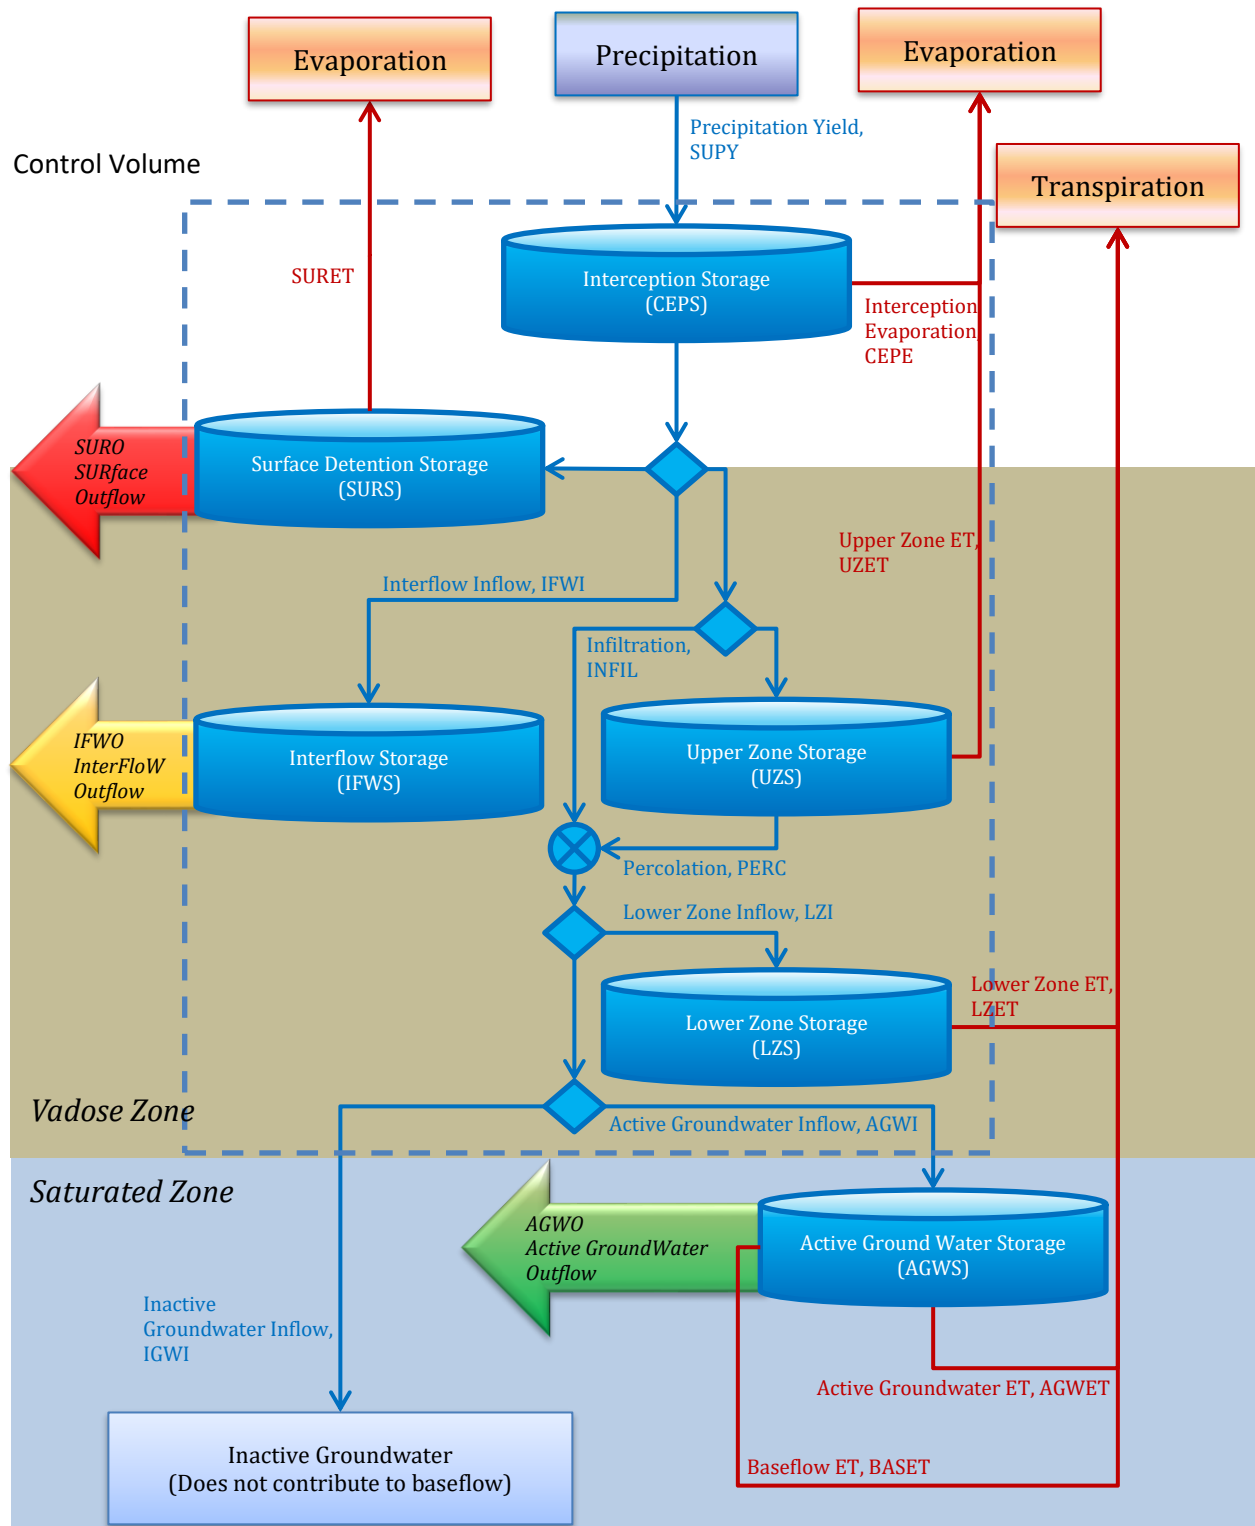 Evaporation
Precipitation
Evaporation
Precipitation Yield,
SUPY
Control Volume
Transpiration
SURET
Interception Storage
(CEPS)
Interception
Evaporation,
CEPE
SURO
SURface
Outflow
Surface Detention Storage
(SURS)
Upper Zone ET,
UZET
Interflow Inflow, IFWI
Infiltration,
INFIL
IFWO
InterFloW
Outflow
Interflow Storage
(IFWS)
Upper Zone Storage
(UZS)
Percolation, PERC
Lower Zone Inflow, LZI
Lower Zone Storage
(LZS)
Lower Zone ET,
LZET
Vadose Zone
Active Groundwater Inflow, AGWI
Saturated Zone
AGWO
Active GroundWater
Outflow
Active Ground Water Storage
(AGWS)
Inactive
Groundwater Inflow,
IGWI
Active Groundwater ET, AGWET
Inactive Groundwater
(Does not contribute to baseflow)
Baseflow ET, BASET